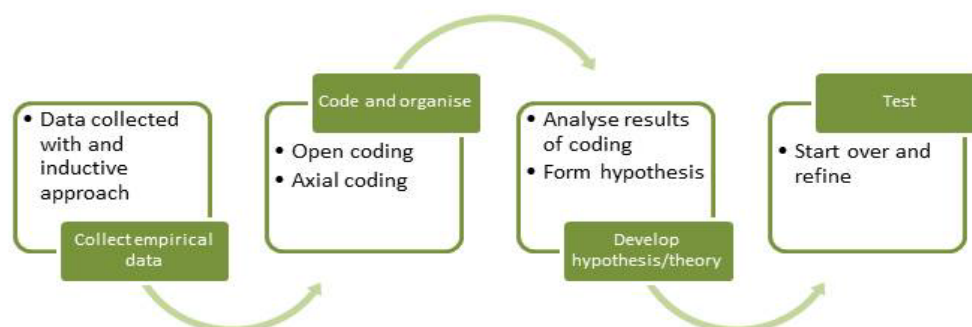 • Data collected
with and
inductive
approach
Collect empirical
data
Code and organise
• Open coding
• Axial coding
• Analyse results
of coding
• Form hypothesis
Develop
hypothesis/theory
Test
• Start over and
refine